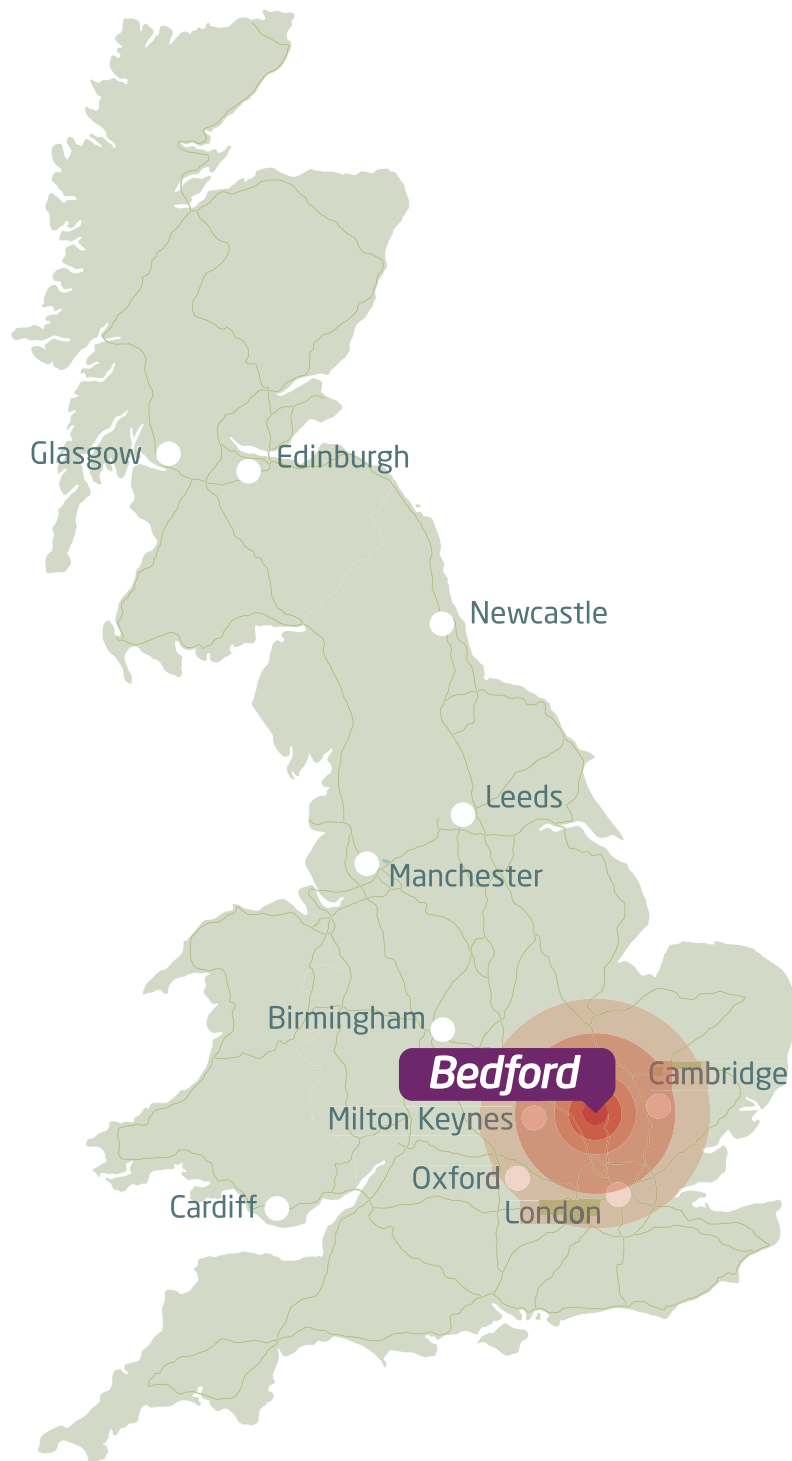 Glasgow
Edinburgh
Newcastle
Leeds
Manchester
Birmingham
Bedford
Cambridge
Milton Keynes
Oxford
Cardiff
London